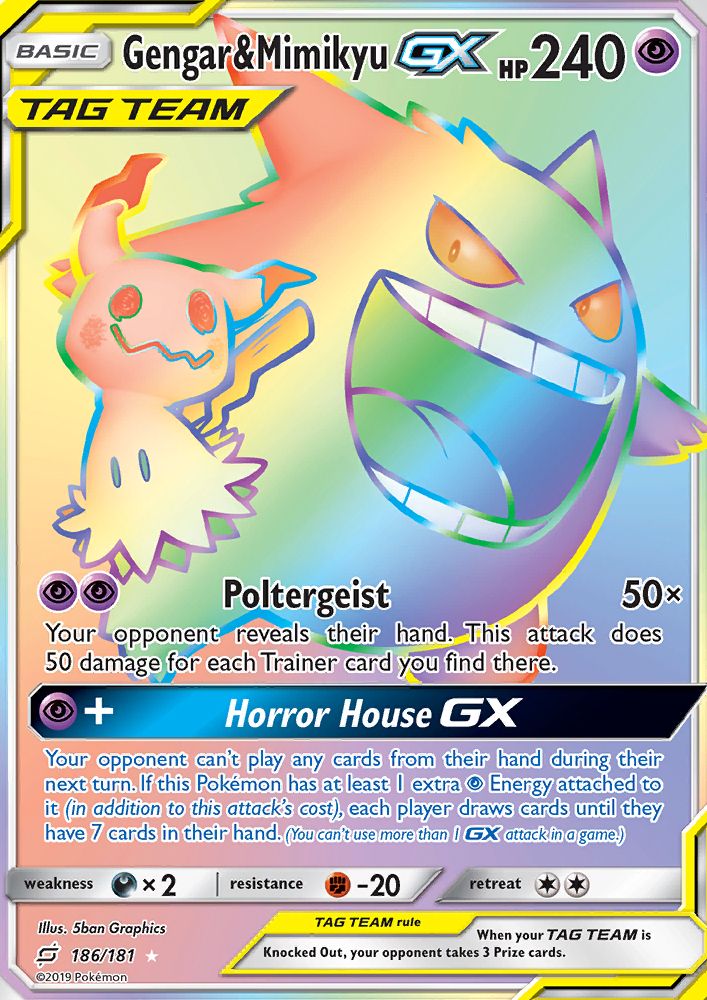 BASIC Gengar&Mimikyu GX HP 240
TAG TEAM
Poltergeist 50×
Your opponent reveals their hand. This attack does
50 damage for each Trainer card you find there.
+ Horror House GX
Your opponent can't play any cards from their hand during their
next turn. If this Pokémon has at least 1 extra Energy attached to
it (in addition to this attack's cost), each player draws cards until they
have 7 cards in their hand. (You can't use more than 1 GX attack in a game.)
weakness ×2 resistance -20 retreat
Illus. 5ban Graphics
186/181
©2019 Pokémon
TAG TEAM rule
When your TAG TEAM is
Knocked Out, your opponent takes 3 Prize cards.